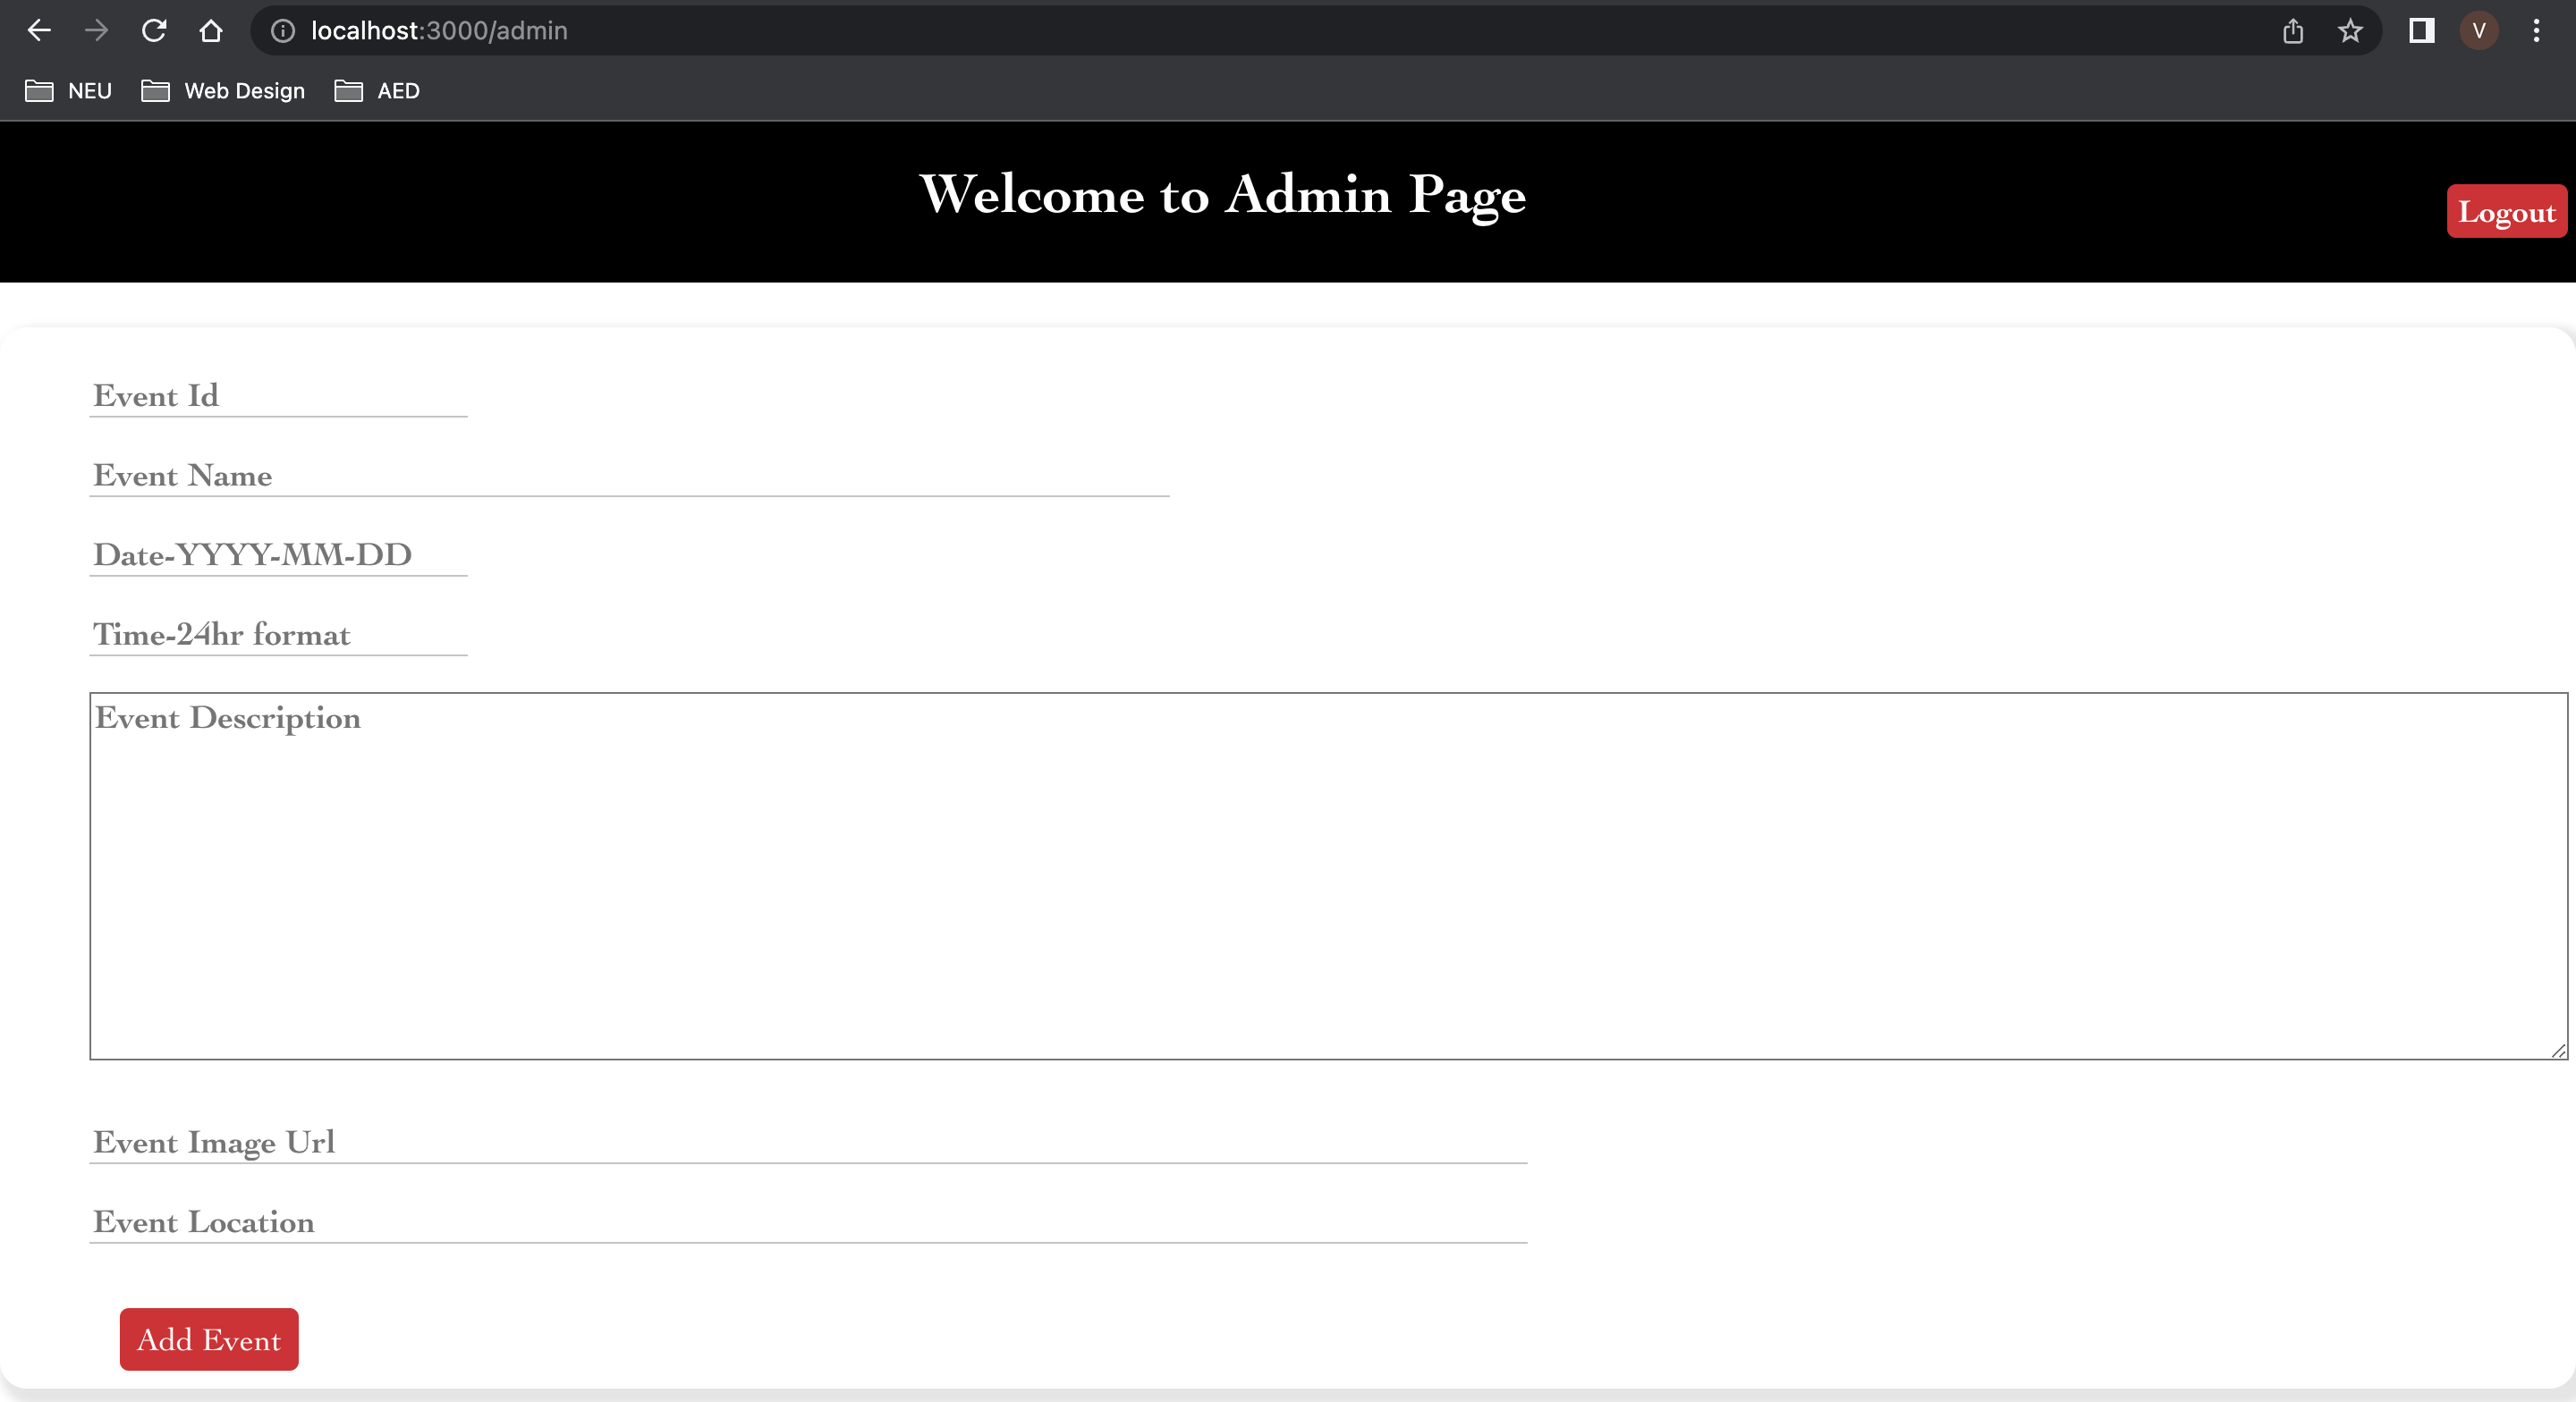 localhost:3000/admin
V
NEU Web Design AED
Welcome to Admin Page
Logout
Event Id
Event Name
Date-YYYY-MM-DD
Time-24hr format
Event Description
Event Image Url
Event Location
Add Event